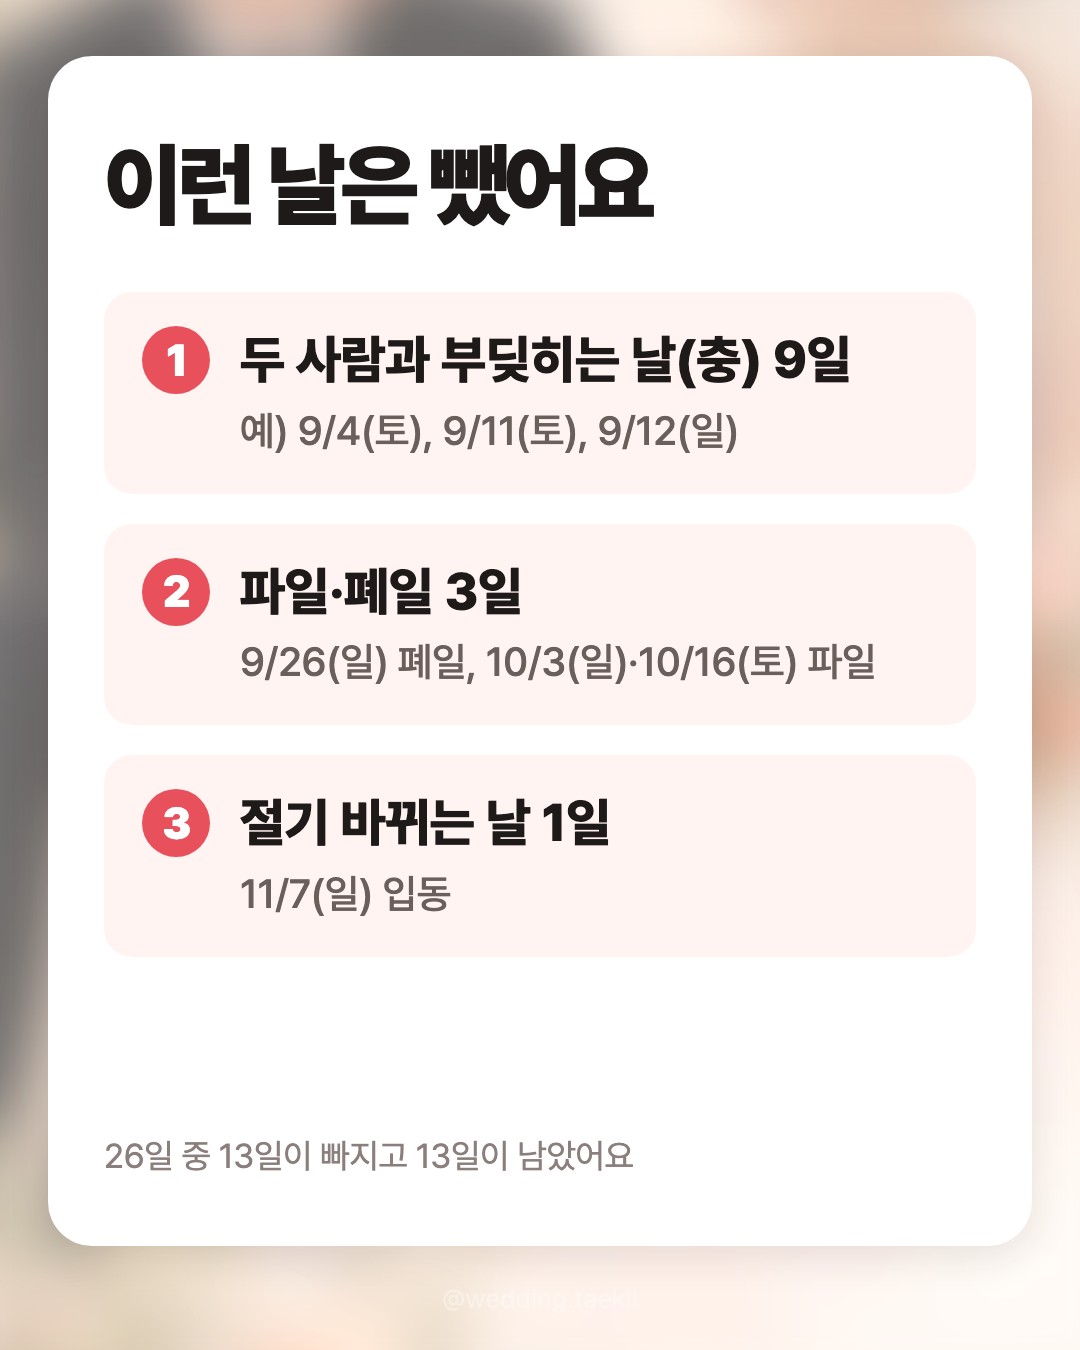 이런 날은 뺐어요
1 두 사람과 부딪히는 날(충) 9일
예) 9/4(토), 9/11(토), 9/12(일)
2 파일·폐일 3일
9/26(일) 폐일, 10/3(일)·10/16(토) 파일
3 절기 바뀌는 날 1일
11/7(일) 입동
26일 중 13일이 빠지고 13일이 남았어요